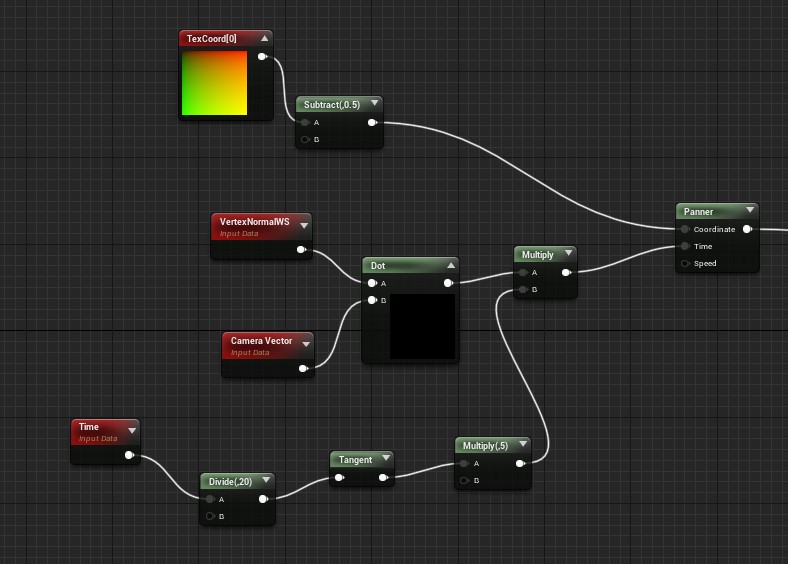 TexCoord[0]
Subtract(,0.5)
A
B
VertexNormalWS
Input Data
Panner
Coordinate
Time
Speed
Dot
A
B
Multiply
A
B
Camera Vector
Input Data
Time
Input Data
Divide(,20)
A
B
Tangent
Multiply(,5)
A
B